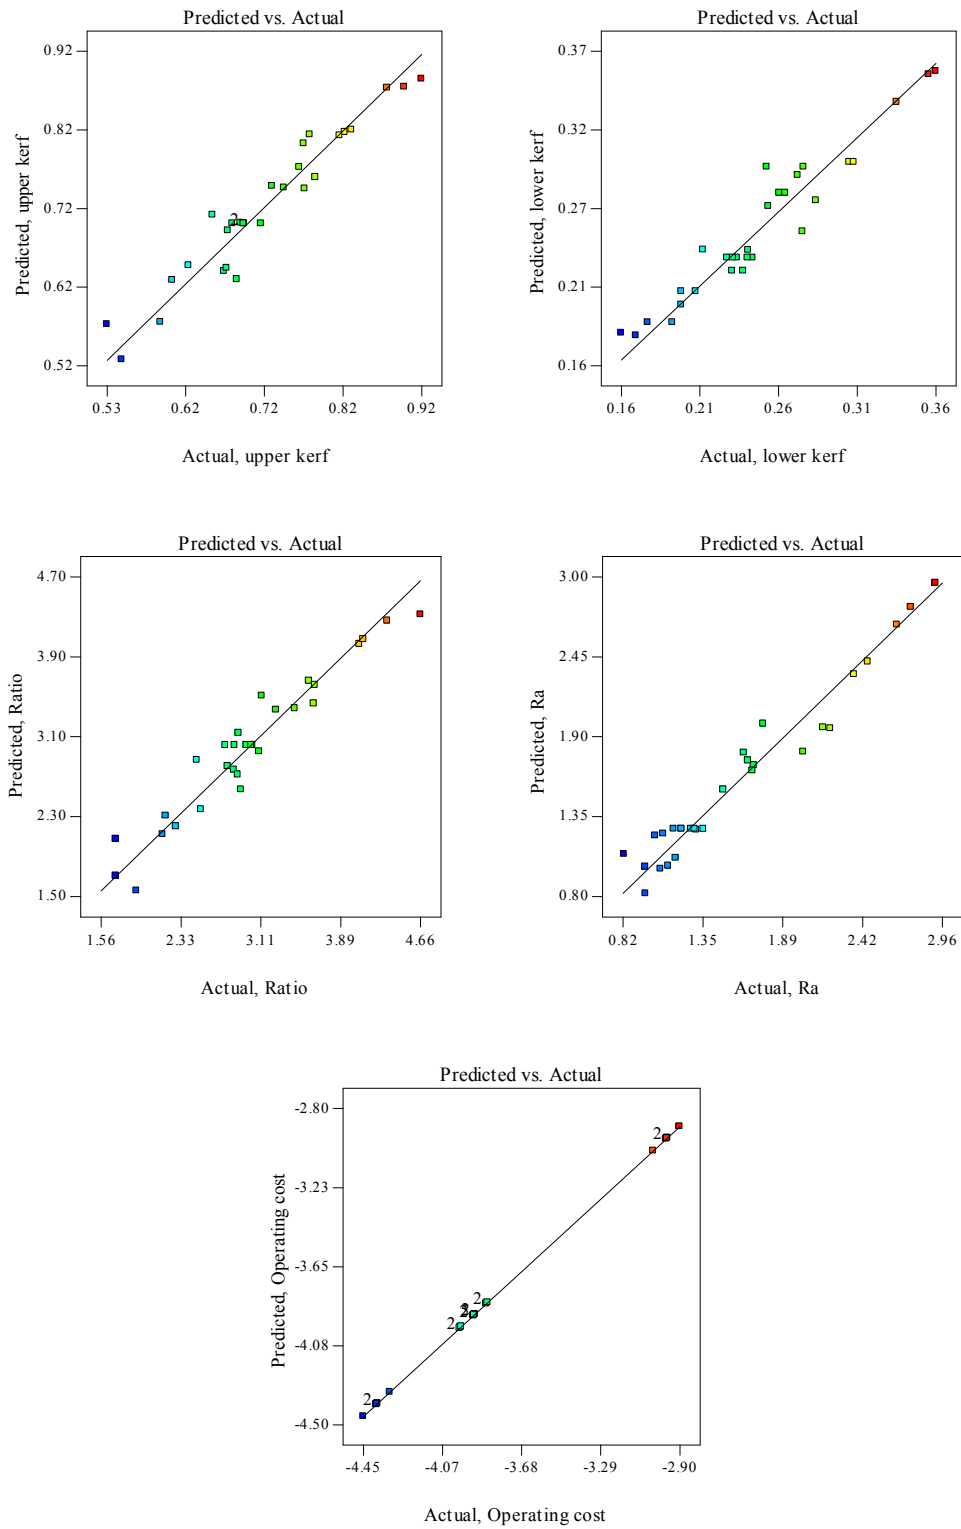 Predicted vs. Actual
0.92
0.82
0.72
0.62
0.52
Predicted, upper kerf
2
0.53 0.62 0.72 0.82 0.92
Actual, upper kerf
Predicted vs. Actual
0.37
0.32
0.27
0.21
0.16
Predicted, lower kerf
0.16 0.21 0.26 0.31 0.36
Actual, lower kerf
Predicted vs. Actual
4.70
3.90
3.10
2.30
1.50
Predicted, Ratio
1.56 2.33 3.11 3.89 4.66
Actual, Ratio
Predicted vs. Actual
3.00
2.45
1.90
1.35
0.80
Predicted, Ra
0.82 1.35 1.89 2.42 2.96
Actual, Ra
Predicted vs. Actual
-2.80
-3.23
-3.65
-4.08
-4.50
Predicted, Operating cost
2
2
2
2
-4.45 -4.07 -3.68 -3.29 -2.90
Actual, Operating cost